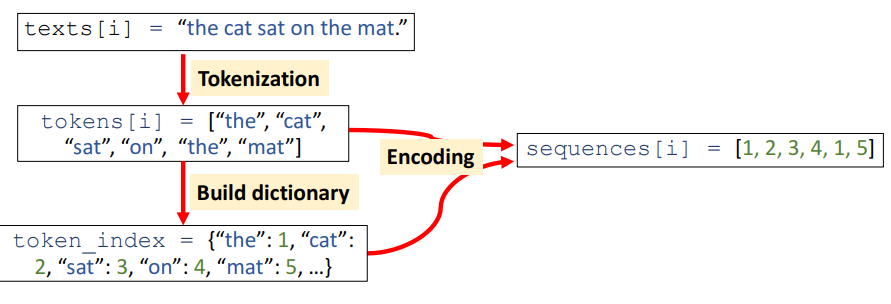 texts[i] = “the cat sat on the mat.”
Tokenization
tokens[i] = [“the”, “cat”,
“sat”, “on”, “the”, “mat”]
Encoding
sequences[i] = [1, 2, 3, 4, 1, 5]
Build dictionary
token_index = {“the”: 1, “cat”:
2, “sat”: 3, “on”: 4, “mat”: 5, …}